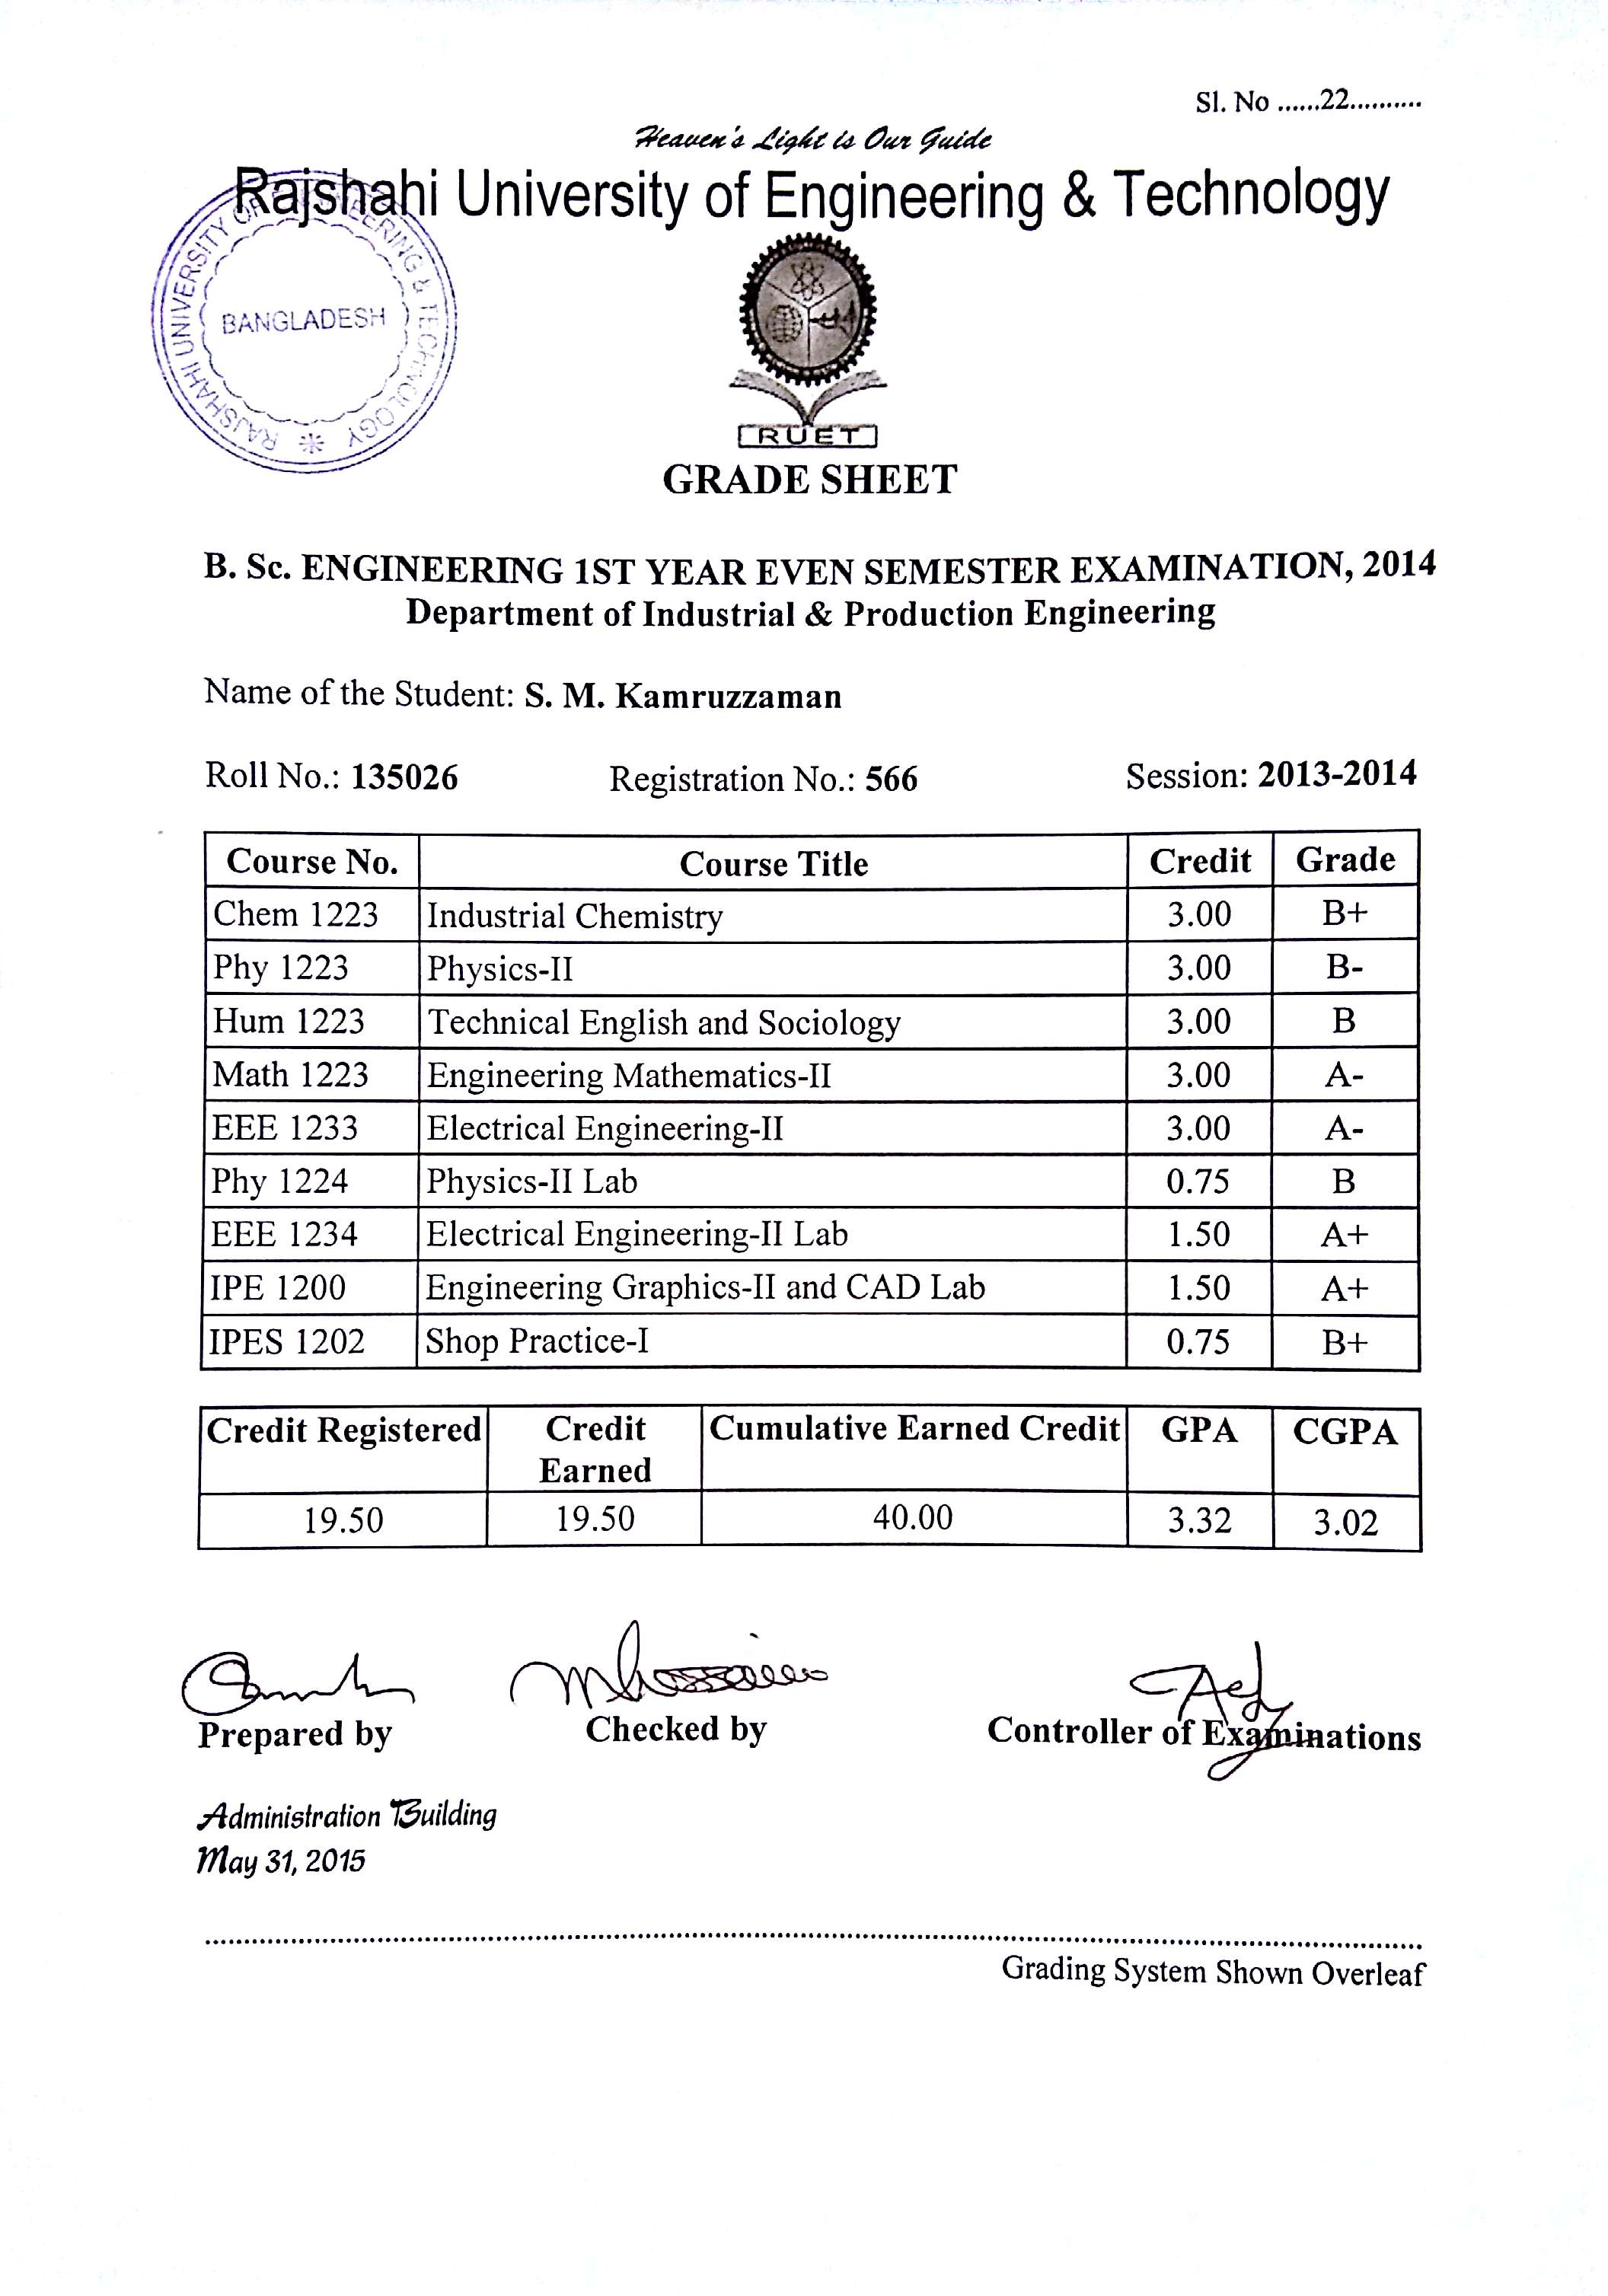 Sl. No ......22..........
Heaven's Light is Our Guide
Rajshahi University of Engineering & Technology
RAJSHAHI UNIVERSITY OF ENGINEERING & TECHNOLOGY
BANGLADESH
RUET
GRADE SHEET
B. Sc. ENGINEERING 1ST YEAR EVEN SEMESTER EXAMINATION, 2014
Department of Industrial & Production Engineering
Name of the Student: S. M. Kamruzzaman
Roll No.: 135026 Registration No.: 566 Session: 2013-2014
Course No. Course Title Credit Grade
Chem 1223 Industrial Chemistry 3.00 B+
Phy 1223 Physics-II 3.00 B-
Hum 1223 Technical English and Sociology 3.00 B
Math 1223 Engineering Mathematics-II 3.00 A-
EEE 1233 Electrical Engineering-II 3.00 A-
Phy 1224 Physics-II Lab 0.75 B
EEE 1234 Electrical Engineering-II Lab 1.50 A+
IPE 1200 Engineering Graphics-II and CAD Lab 1.50 A+
IPES 1202 Shop Practice-I 0.75 B+
Credit Registered Credit Earned Cumulative Earned Credit GPA CGPA
19.50 19.50 40.00 3.32 3.02
Prepared by Checked by Controller of Examinations
Administration Building
May 31, 2015
Grading System Shown Overleaf